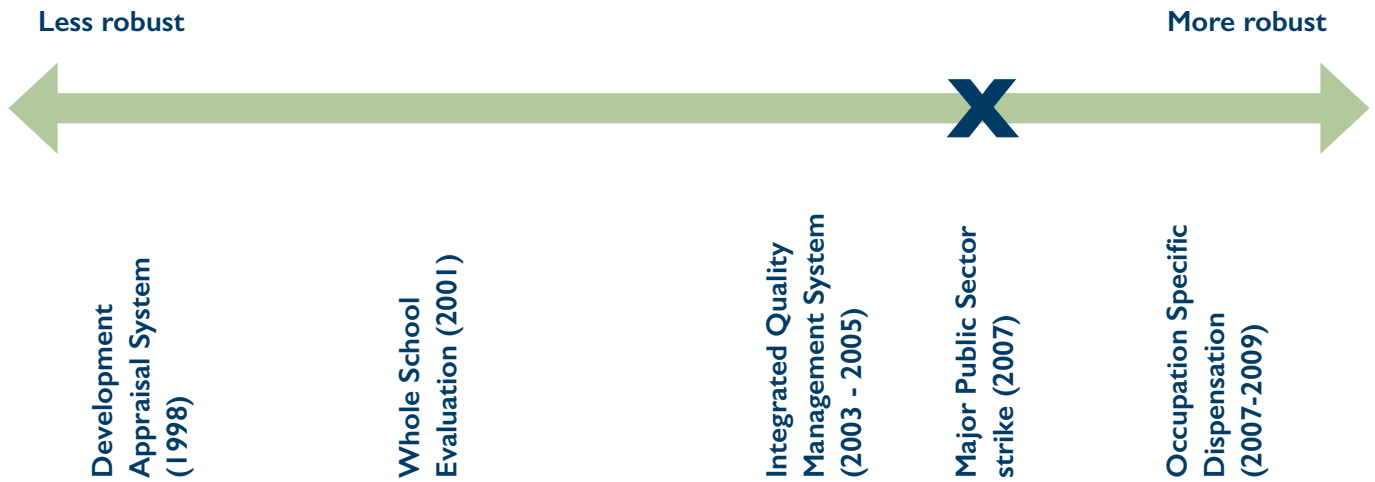 Less robust
More robust
X
Development
Appraisal System
(1998)
Whole School
Evaluation (2001)
Integrated Quality
Management System
(2003 - 2005)
Major Public Sector
strike (2007)
Occupation Specific
Dispensation
(2007-2009)